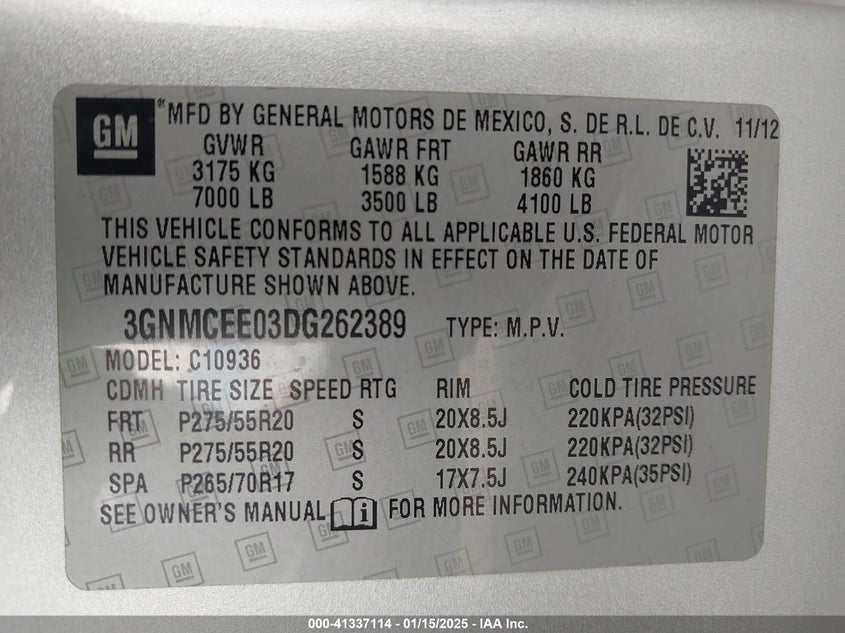 GM ® MFD BY GENERAL MOTORS DE MEXICO, S. DE R.L. DE C.V. 11/12
GVWR GAWR FRT GAWR RR
3175 KG 1588 KG 1860 KG
7000 LB 3500 LB 4100 LB
THIS VEHICLE CONFORMS TO ALL APPLICABLE U.S. FEDERAL MOTOR
VEHICLE SAFETY STANDARDS IN EFFECT ON THE DATE OF
MANUFACTURE SHOWN ABOVE.
3GNMCEE03DG262389 TYPE: M.P.V.
MODEL: C10936
CDMH TIRE SIZE SPEED RTG RIM COLD TIRE PRESSURE
FRT P275/55R20 S 20X8.5J 220KPA(32PSI)
RR P275/55R20 S 20X8.5J 220KPA(32PSI)
SPA P265/70R17 S 17X7.5J 240KPA(35PSI)
SEE OWNER'S MANUAL i FOR MORE INFORMATION.
000-41337114 - 01/15/2025 - IAA Inc.